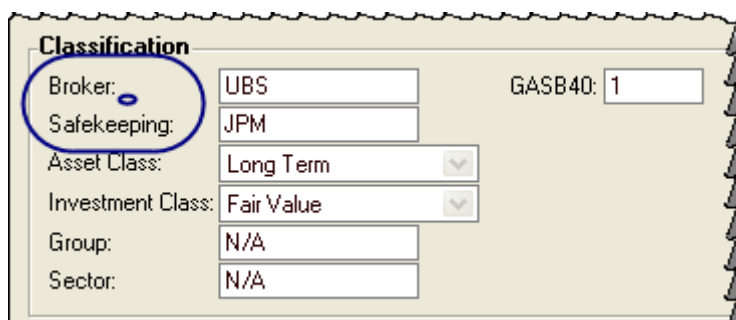 Classification
Broker: UBS GASB40: 1
Safekeeping: JPM
Asset Class: Long Term
Investment Class: Fair Value
Group: N/A
Sector: N/A